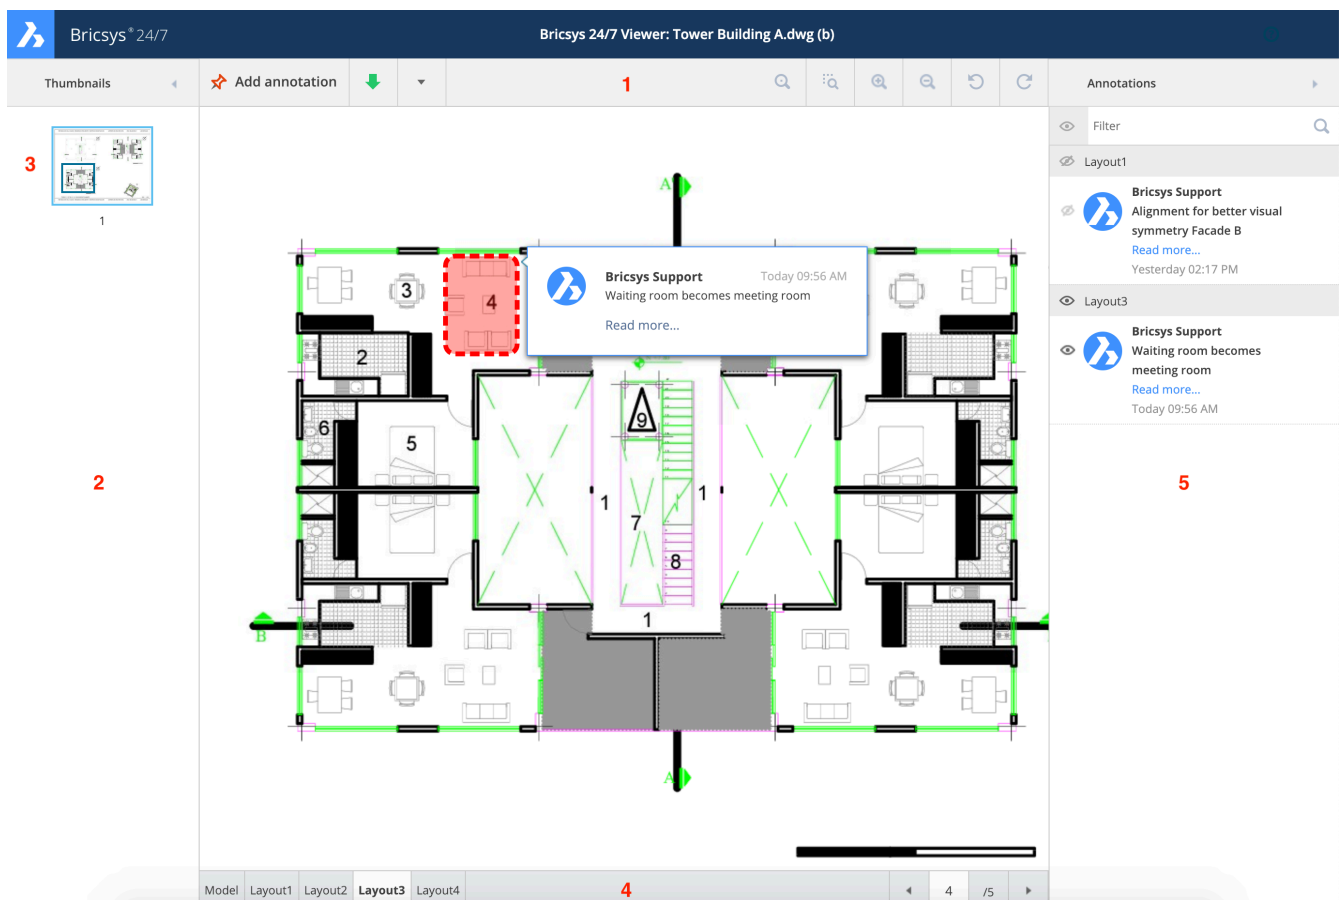 Bricsys® 24/7
Bricsys 24/7 Viewer: Tower Building A.dwg (b)
Thumbnails
Add annotation
1
Annotations
Filter
3
1
Layout1
Bricsys Support
Alignment for better visual
symmetry Facade B
Read more...
Yesterday 02:17 PM
Layout3
Bricsys Support
Waiting room becomes
meeting room
Read more...
Today 09:56 AM
A
Bricsys Support Today 09:56 AM
Waiting room becomes meeting room
Read more...
3
4
2
9
6
5
2
5
1
1
7
8
1
B
A
Model Layout1 Layout2 Layout3 Layout4
4
4 /5